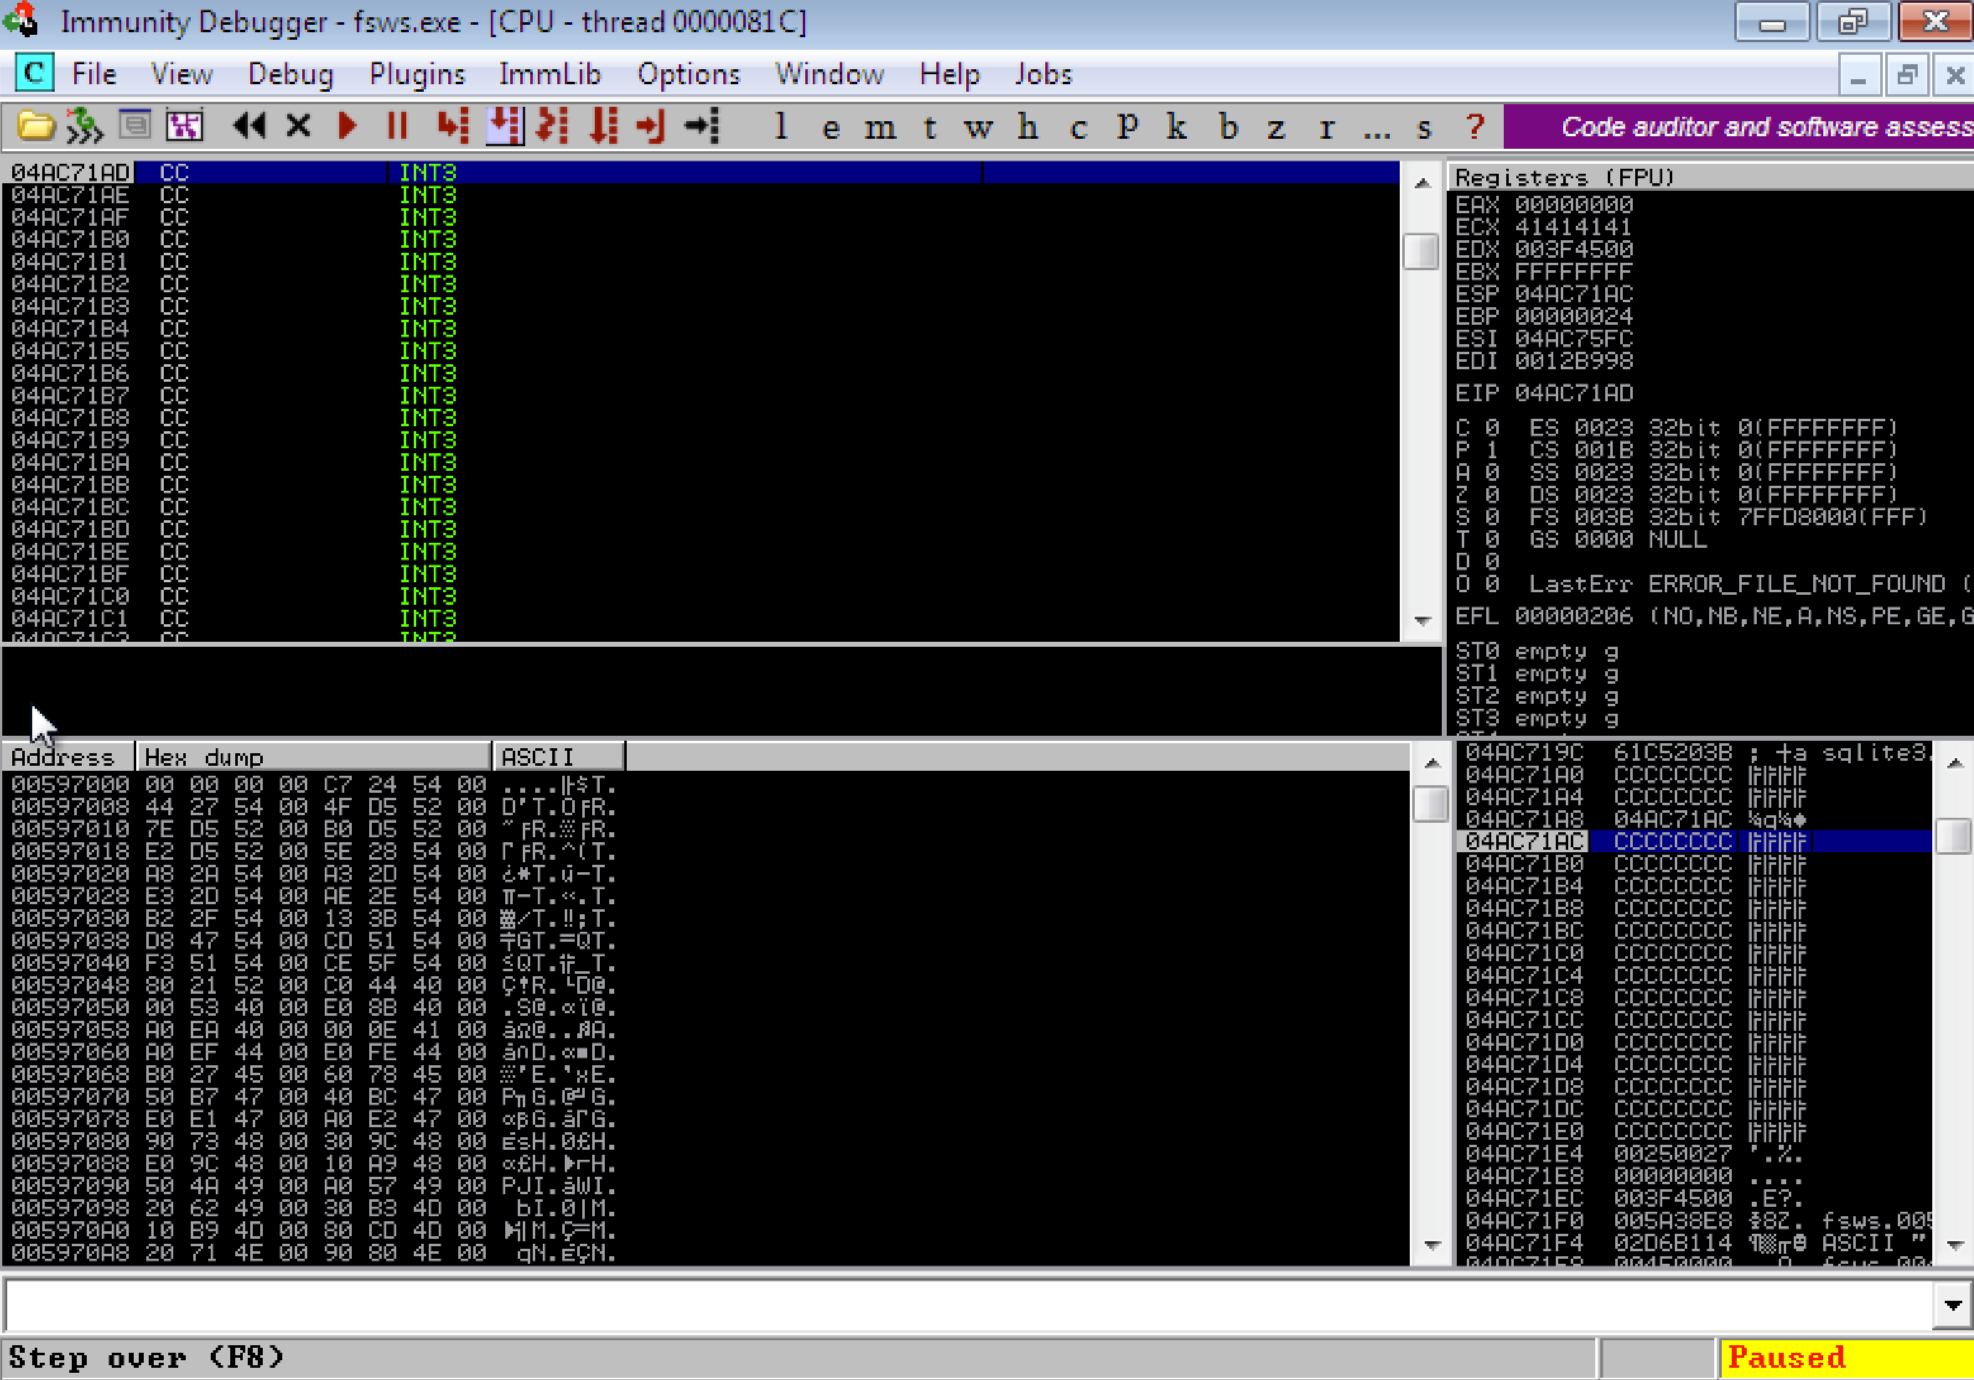 Immunity Debugger - fsws.exe - [CPU - thread 0000081C]
C File View Debug Plugins ImmLib Options Window Help Jobs
l e m t w h c p k b z r ... s ? Code auditor and software assess
04AC71AD CC INT3
04AC71AE CC INT3
04AC71AF CC INT3
04AC71B0 CC INT3
04AC71B1 CC INT3
04AC71B2 CC INT3
04AC71B3 CC INT3
04AC71B4 CC INT3
04AC71B5 CC INT3
04AC71B6 CC INT3
04AC71B7 CC INT3
04AC71B8 CC INT3
04AC71B9 CC INT3
04AC71BA CC INT3
04AC71BB CC INT3
04AC71BC CC INT3
04AC71BD CC INT3
04AC71BE CC INT3
04AC71BF CC INT3
04AC71C0 CC INT3
04AC71C1 CC INT3
04AC71C2 CC INT3
Registers (FPU)
EAX 00000000
ECX 41414141
EDX 003F4500
EBX FFFFFFFF
ESP 04AC71AC
EBP 00000024
ESI 04AC75FC
EDI 0012B998
EIP 04AC71AD
C 0 ES 0023 32bit 0(FFFFFFFF)
P 1 CS 001B 32bit 0(FFFFFFFF)
A 0 SS 0023 32bit 0(FFFFFFFF)
Z 0 DS 0023 32bit 0(FFFFFFFF)
S 0 FS 003B 32bit 7FFD8000(FFF)
T 0 GS 0000 NULL
D 0
O 0 LastErr ERROR_FILE_NOT_FOUND (
EFL 00000206 (NO,NB,NE,A,NS,PE,GE,G
ST0 empty g
ST1 empty g
ST2 empty g
ST3 empty g
Address Hex dump ASCII
00597000 00 00 00 00 C7 24 54 00 ....╟$T.
00597008 44 27 54 00 4F D5 52 00 D'T.O╒R.
00597010 7E D5 52 00 B0 D5 52 00 ~╒R.░╒R.
00597018 E2 D5 52 00 5E 28 54 00 Γ╒R.^(T.
00597020 A8 2A 54 00 A3 2D 54 00 ¿*T.ú-T.
00597028 E3 2D 54 00 AE 2E 54 00 π-T.«.T.
00597030 B2 2F 54 00 13 3B 54 00 ▓/T.‼;T.
00597038 D8 47 54 00 CD 51 54 00 ╪GT.═QT.
00597040 F3 51 54 00 CE 5F 54 00 ≤QT.╬_T.
00597048 80 21 52 00 C0 44 40 00 Ç!R.└D@.
00597050 00 53 40 00 E0 8B 40 00 .S@.αï@.
00597058 A0 EA 40 00 00 0E 41 00 áΩ@..♫A.
00597060 A0 EF 44 00 E0 FE 44 00 á∩D.α■D.
00597068 B0 27 45 00 60 78 45 00 ░'E.`xE.
00597070 50 B7 47 00 40 BC 47 00 P╖G.@╝G.
00597078 E0 E1 47 00 A0 E2 47 00 αßG.áΓG.
00597080 90 73 48 00 30 9C 48 00 ÉsH.0£H.
00597088 E0 9C 48 00 10 A9 48 00 α£H.►⌐H.
00597090 50 4A 49 00 A0 57 49 00 PJI.áWI.
00597098 20 62 49 00 30 B3 4D 00 bI.0│M.
005970A0 10 B9 4D 00 80 CD 4D 00 ►╣M.Ç═M.
005970A8 20 71 4E 00 90 80 4E 00 qN.ÉÇN.
04AC719C 61C5203B ; ┼a sqlite3.
04AC71A0 CCCCCCCC ╠╠╠╠
04AC71A4 CCCCCCCC ╠╠╠╠
04AC71A8 04AC71AC ¼q¼♦
04AC71AC CCCCCCCC ╠╠╠╠
04AC71B0 CCCCCCCC ╠╠╠╠
04AC71B4 CCCCCCCC ╠╠╠╠
04AC71B8 CCCCCCCC ╠╠╠╠
04AC71BC CCCCCCCC ╠╠╠╠
04AC71C0 CCCCCCCC ╠╠╠╠
04AC71C4 CCCCCCCC ╠╠╠╠
04AC71C8 CCCCCCCC ╠╠╠╠
04AC71CC CCCCCCCC ╠╠╠╠
04AC71D0 CCCCCCCC ╠╠╠╠
04AC71D4 CCCCCCCC ╠╠╠╠
04AC71D8 CCCCCCCC ╠╠╠╠
04AC71DC CCCCCCCC ╠╠╠╠
04AC71E0 CCCCCCCC ╠╠╠╠
04AC71E4 00250027 '.%.
04AC71E8 00000000 ....
04AC71EC 003F4500 .E?.
04AC71F0 005A38E8 Φ8Z. fsws.005
04AC71F4 02D6B114 ¶▒╓☻ ASCII "
Step over (F8)
Paused